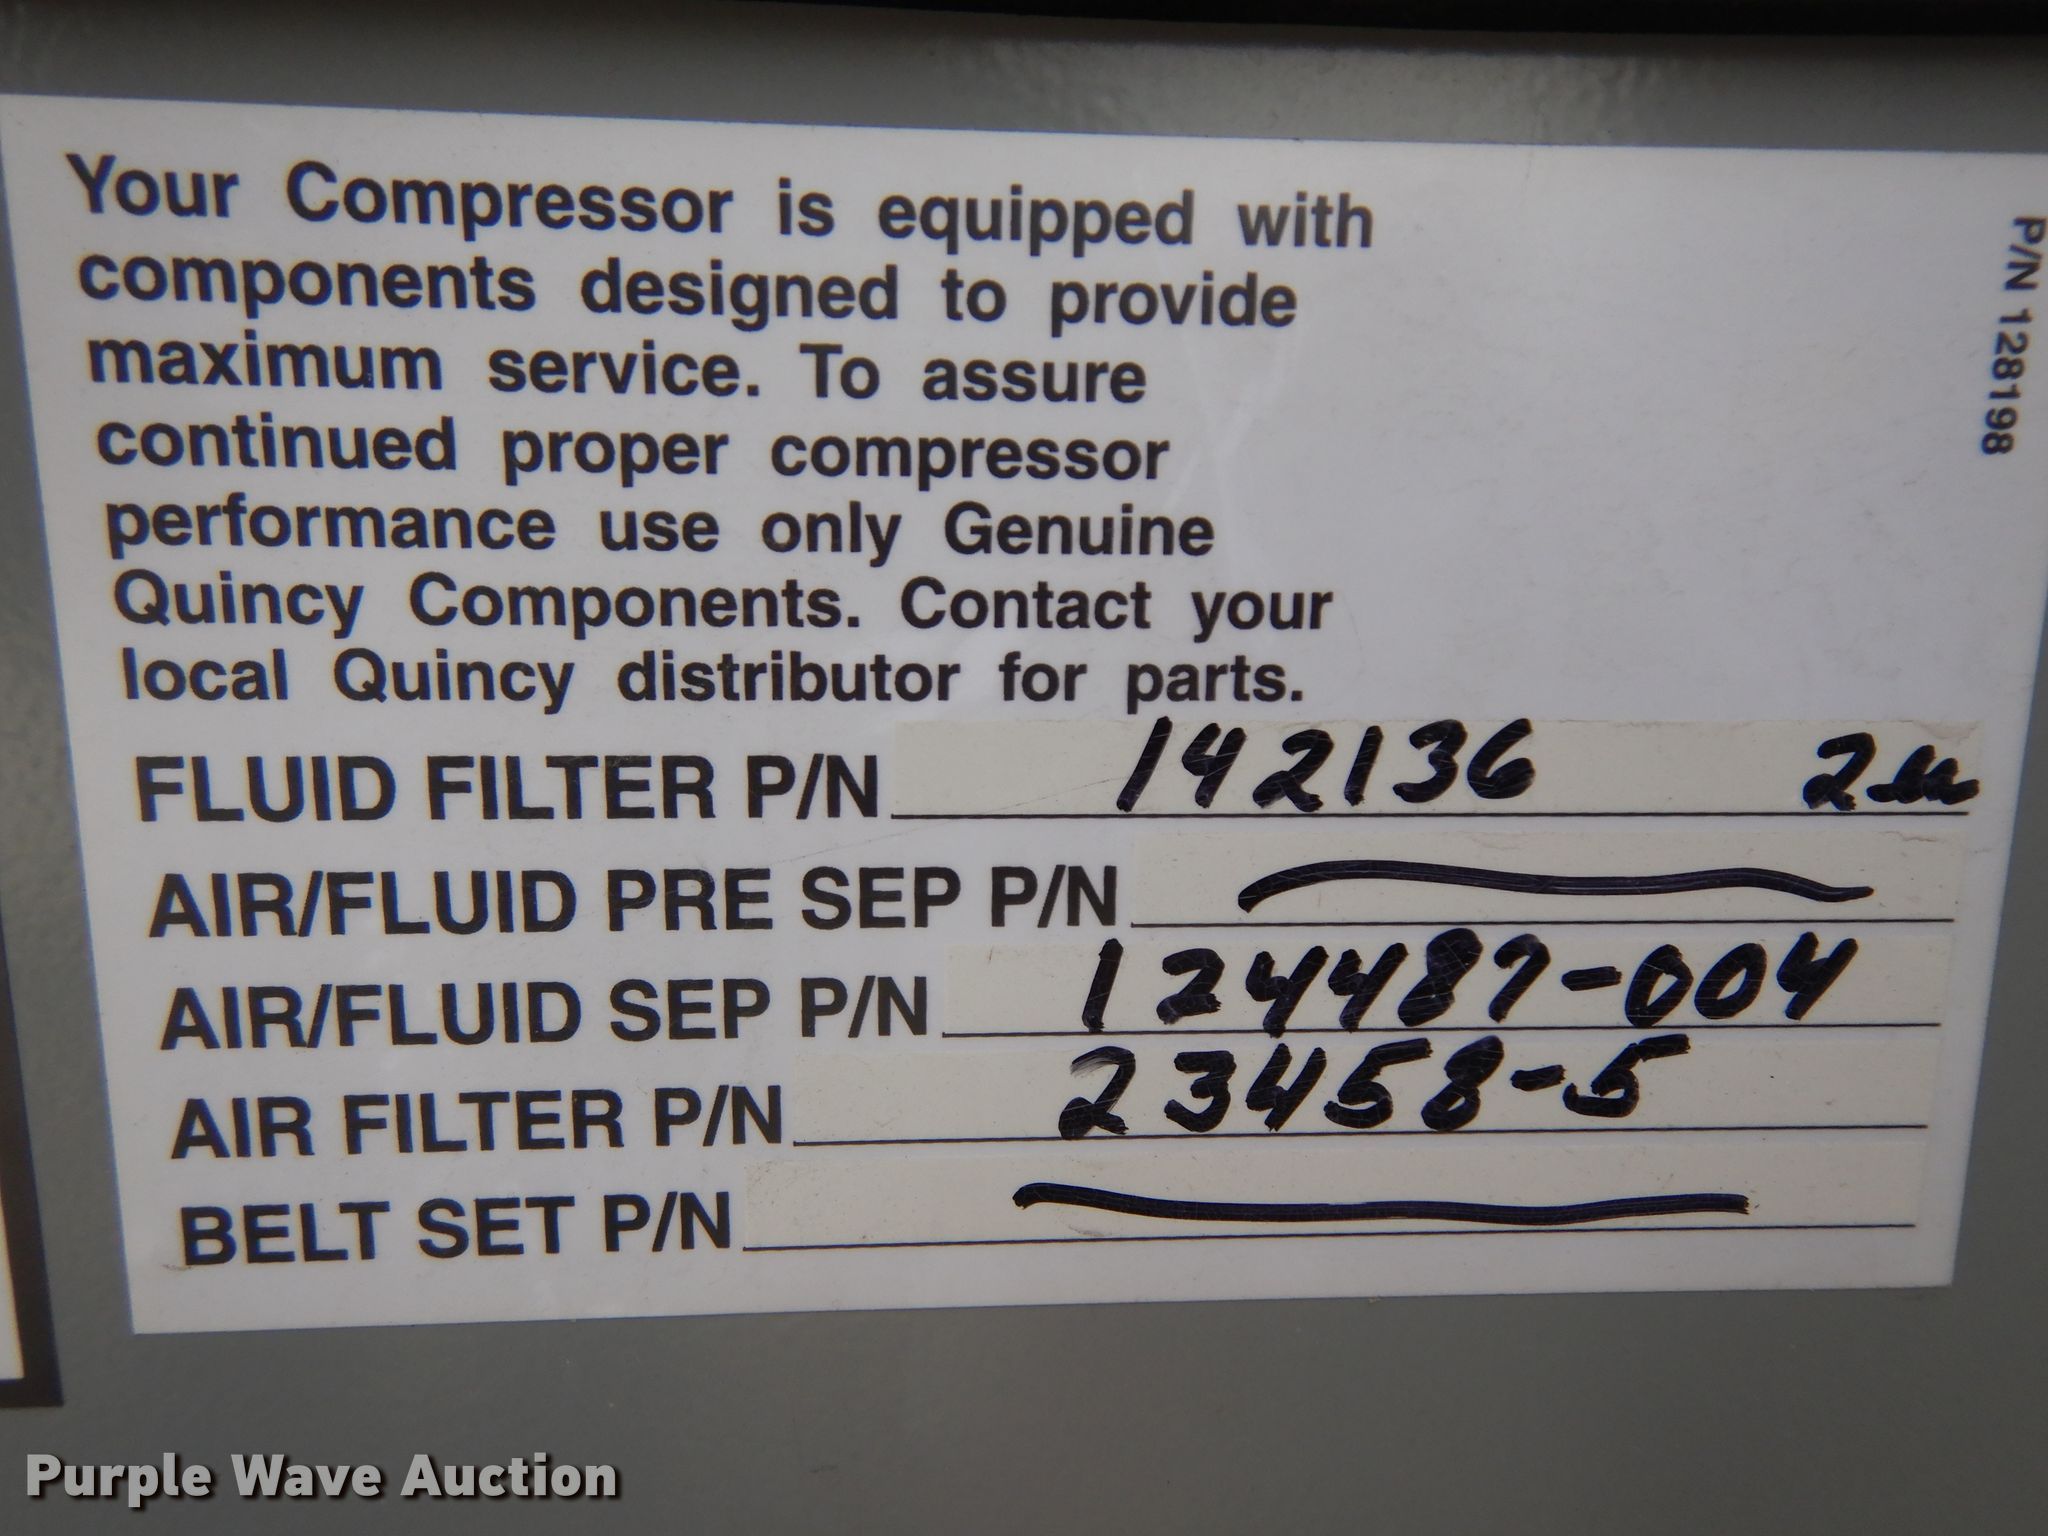 Your Compressor is equipped with
components designed to provide
maximum service. To assure
continued proper compressor
performance use only Genuine
Quincy Components. Contact your
local Quincy distributor for parts.
FLUID FILTER P/N 142136
AIR/FLUID PRE SEP P/N
AIR/FLUID SEP P/N 124487-004
AIR FILTER P/N 23458-5
BELT SET P/N
P/N 128198
Purple Wave Auction